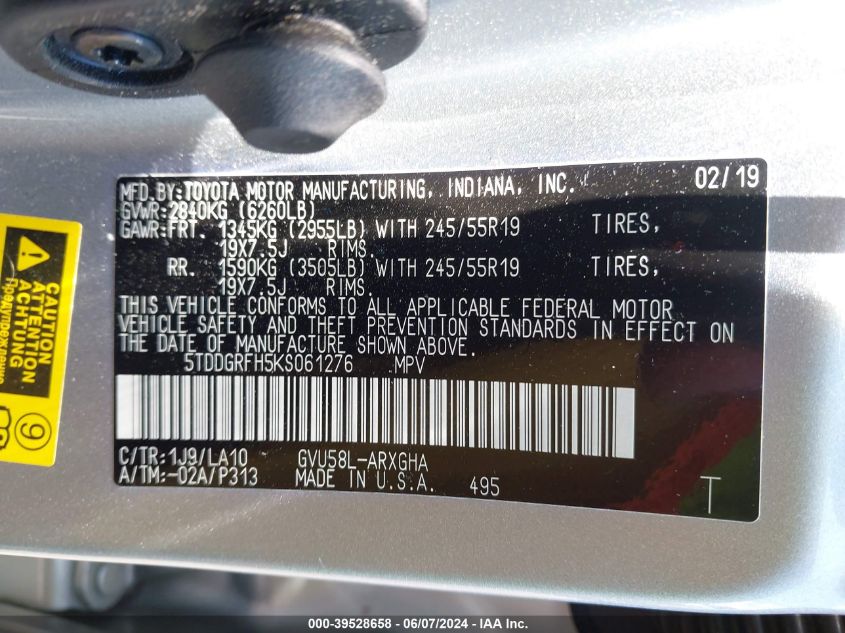 MFD.BY:TOYOTA MOTOR MANUFACTURING, INDIANA, INC. 02/19
GVWR:2840KG (6260LB)
GAWR:FRT. 1345KG (2955LB) WITH 245/55R19 TIRES,
19X7.5J RIMS.
RR. 1590KG (3505LB) WITH 245/55R19 TIRES,
19X7.5J RIMS.
THIS VEHICLE CONFORMS TO ALL APPLICABLE FEDERAL MOTOR
VEHICLE SAFETY AND THEFT PREVENTION STANDARDS IN EFFECT ON
THE DATE OF MANUFACTURE SHOWN ABOVE.
5TDDGRFH5KS061276 MPV
C/TR:1J9/LA10 GVU58L-ARXGHA
A/TM:-02A/P313 MADE IN U.S.A. 495 T
CAUTION
ATTENTION
ACHTUNG
9
000-39528658 - 06/07/2024 - IAA Inc.